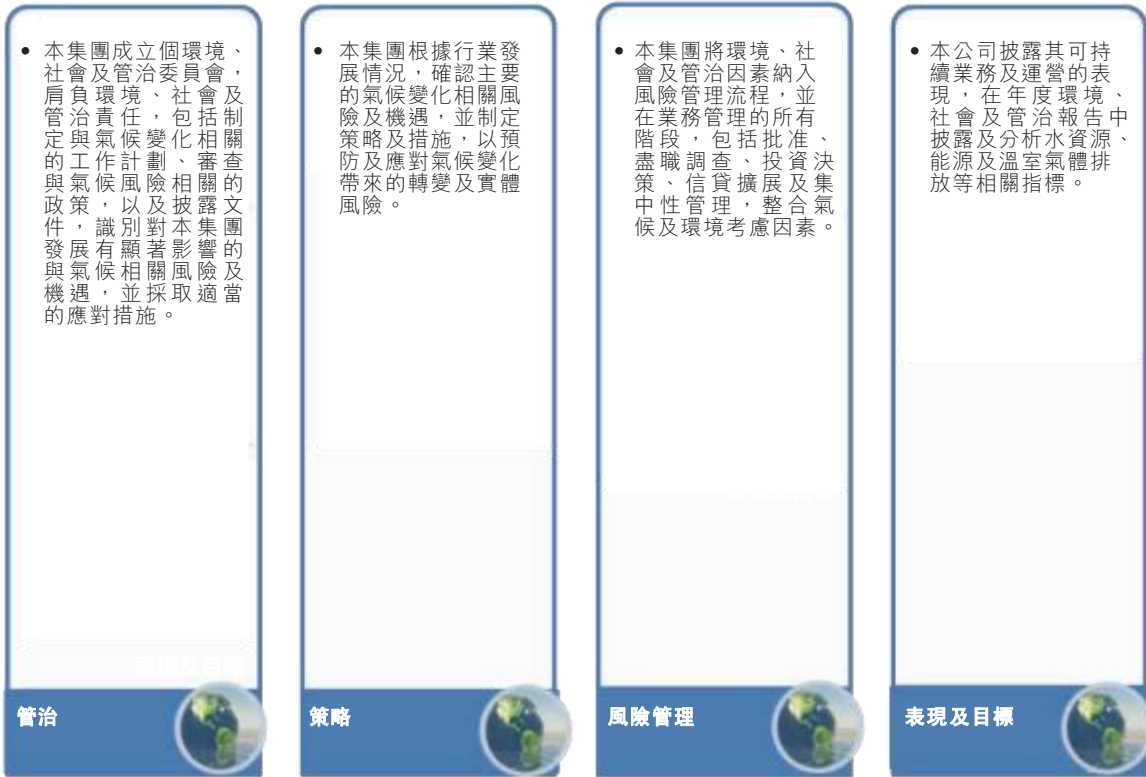 • 本集團成立個環境、
社會及管治委員會，
肩負環境、社會及
管治責任，包括制
定與氣候變化相關
的工作計劃、審查
與氣候風險相關的
政策，以及披露文
件，識別對本集團
發展有顯著影響的
與氣候相關風險及
機遇，並採取適當
的應對措施。
管治
• 本集團根據行業發
展情況，確認主要
的氣候變化相關風
險及機遇，並制定
策略及措施，以預
防及應對氣候變化
帶來的轉變及實體
風險。
策略
• 本集團將環境、社
會及管治因素納入
風險管理流程，並
在業務管理的所有
階段，包括批准、
盡職調查、投資決
策、信貸擴展及集
中性管理，整合氣
候及環境考慮因素。
風險管理
• 本公司披露其可持
續業務及運營的表
現，在年度環境、
社會及管治報告中
披露及分析水資源、
能源及溫室氣體排
放等相關指標。
表現及目標